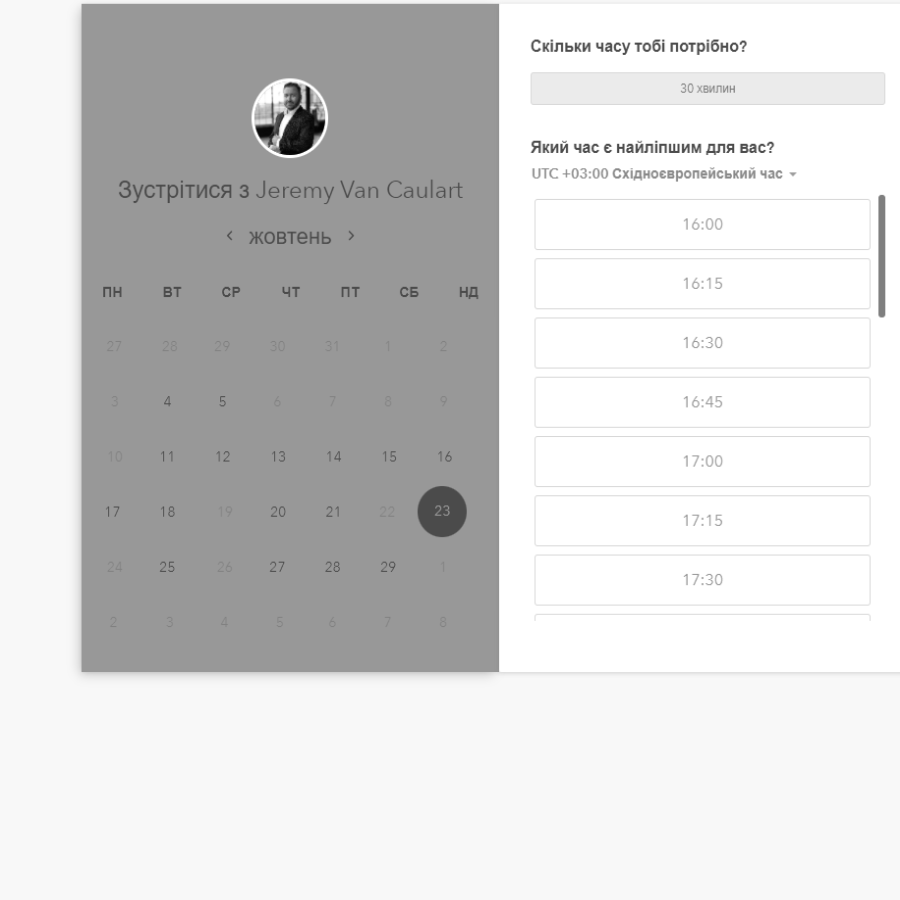 Зустрітися з Jeremy Van Caulart
жовтень
ПН ВТ СР ЧТ ПТ СБ НД
27 28 29 30 31 1 2
3 4 5 6 7 8 9
10 11 12 13 14 15 16
17 18 19 20 21 22 23
24 25 26 27 28 29 1
2 3 4 5 6 7 8
Скільки часу тобі потрібно?
30 хвилин
Який час є найліпшим для вас?
UTC +03:00 Східноєвропейський час
16:00
16:15
16:30
16:45
17:00
17:15
17:30